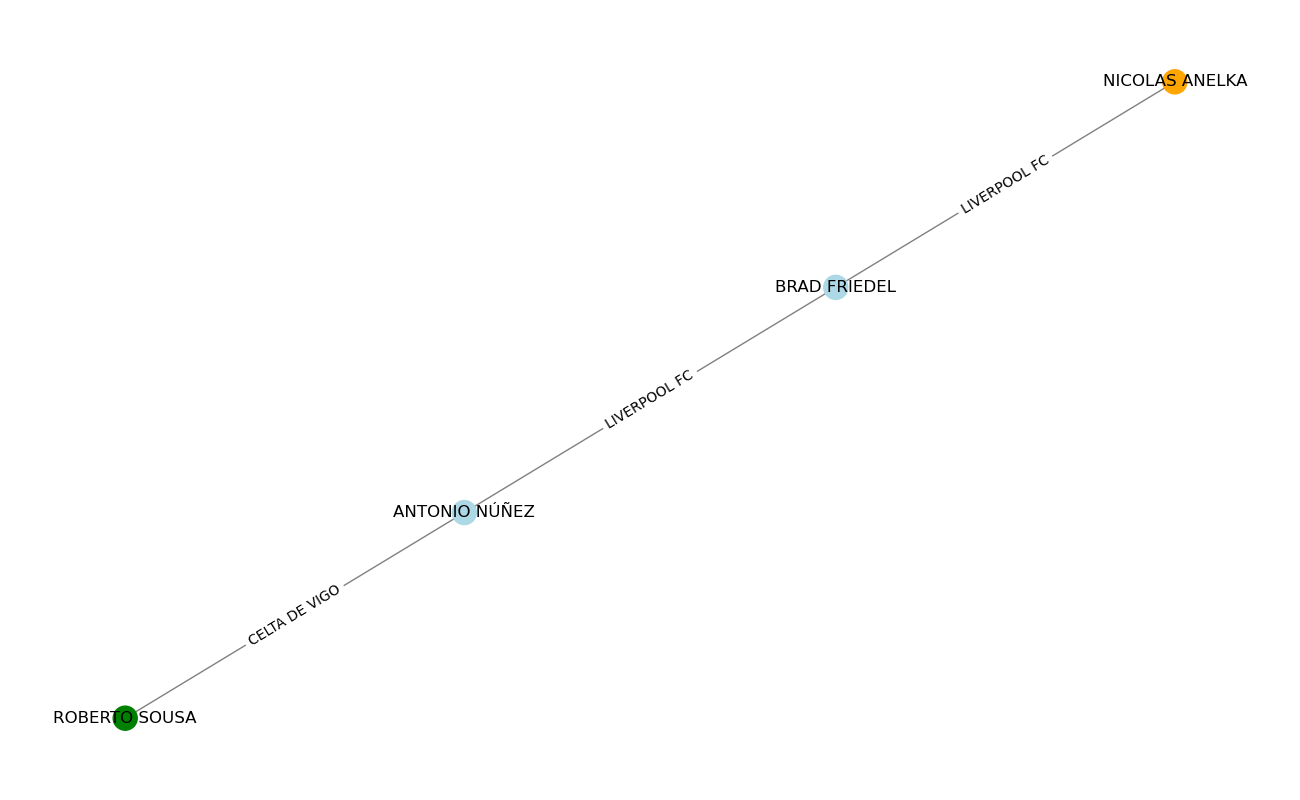 NICOLAS ANELKA
LIVERPOOL FC
BRAD FRIEDEL
LIVERPOOL FC
ANTONIO NÚÑEZ
CELTA DE VIGO
ROBERTO SOUSA